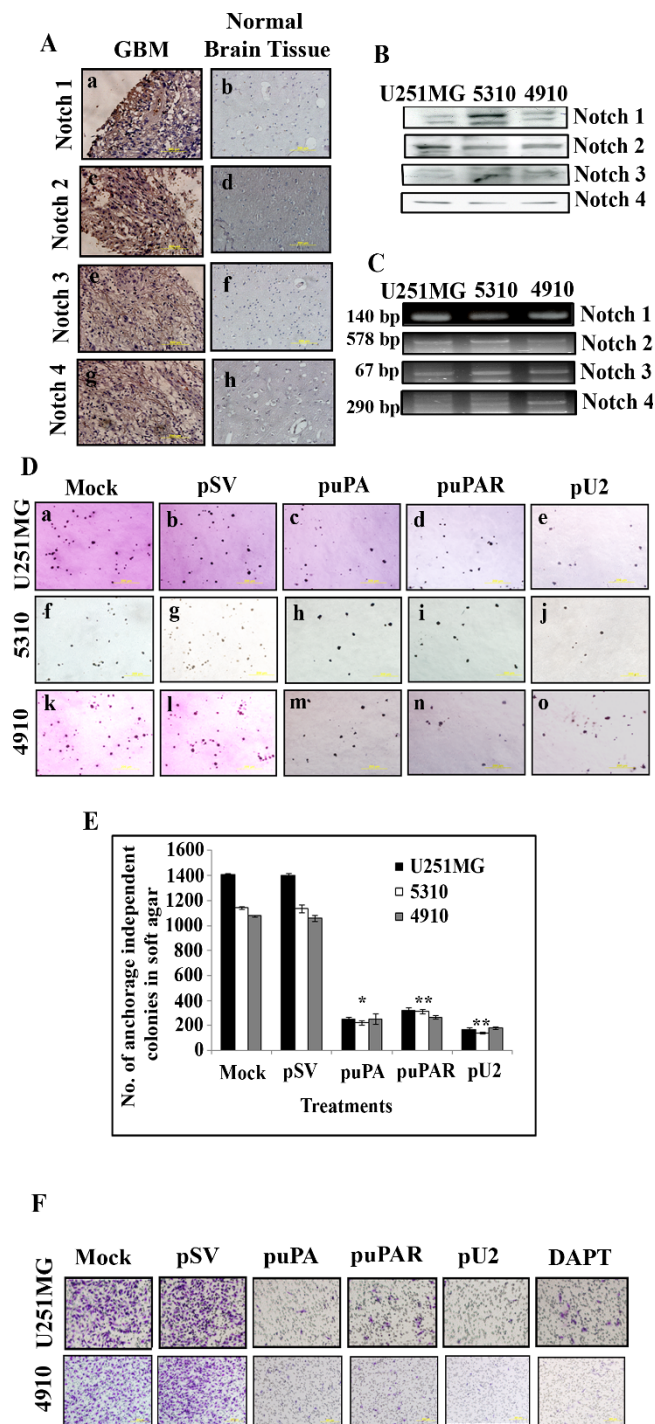 A
GBM
Normal
Brain Tissue
Notch 1
a
b
Notch 2
c
d
Notch 3
e
f
Notch 4
g
h
B
U251MG 5310 4910
Notch 1
Notch 2
Notch 3
Notch 4
C
U251MG 5310 4910
140 bp Notch 1
578 bp Notch 2
67 bp Notch 3
290 bp Notch 4
D
Mock pSV puPA puPAR pU2
U251MG
a b c d e
5310
f g h i j
4910
k l m n o
E
No. of anchorage independent
colonies in soft agar
1600
1400
1200
1000
800
600
400
200
0
U251MG
5310
4910
* ** **
Mock pSV puPA puPAR pU2
Treatments
F
Mock pSV puPA puPAR pU2 DAPT
U251MG
4910